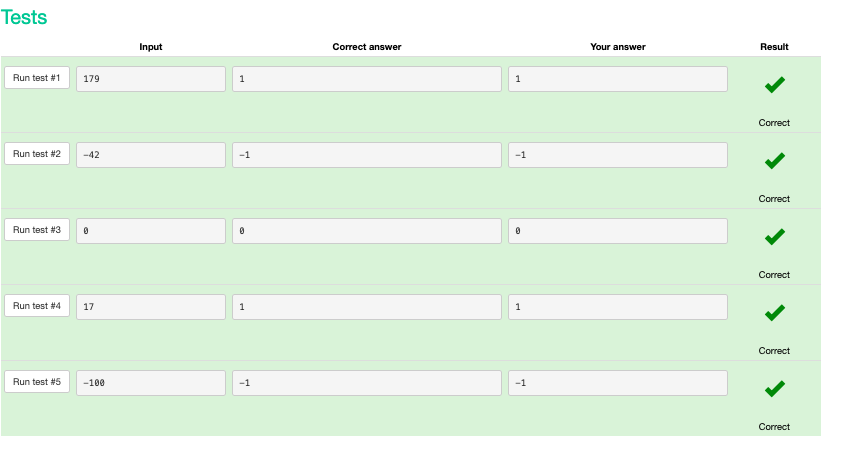 Tests
Input Correct answer Your answer Result
Run test #1 179 1 1
Correct
Run test #2 -42 -1 -1
Correct
Run test #3 0 0 0
Correct
Run test #4 17 1 1
Correct
Run test #5 -100 -1 -1
Correct